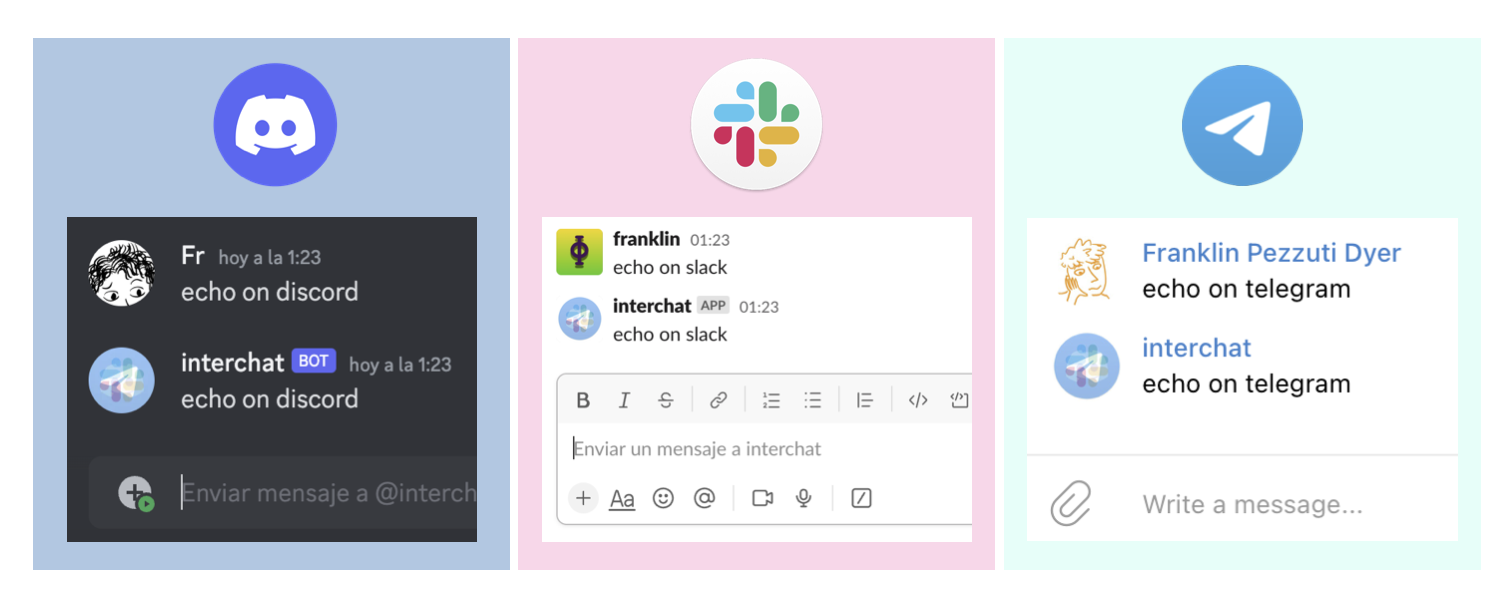 Fr hoy a la 1:23
echo on discord
interchat BOT hoy a la 1:23
echo on discord
Enviar mensaje a @interch
franklin 01:23
echo on slack
interchat APP 01:23
echo on slack
B I S
Enviar un mensaje a interchat
Aa
Franklin Pezzuti Dyer
echo on telegram
interchat
echo on telegram
Write a message...